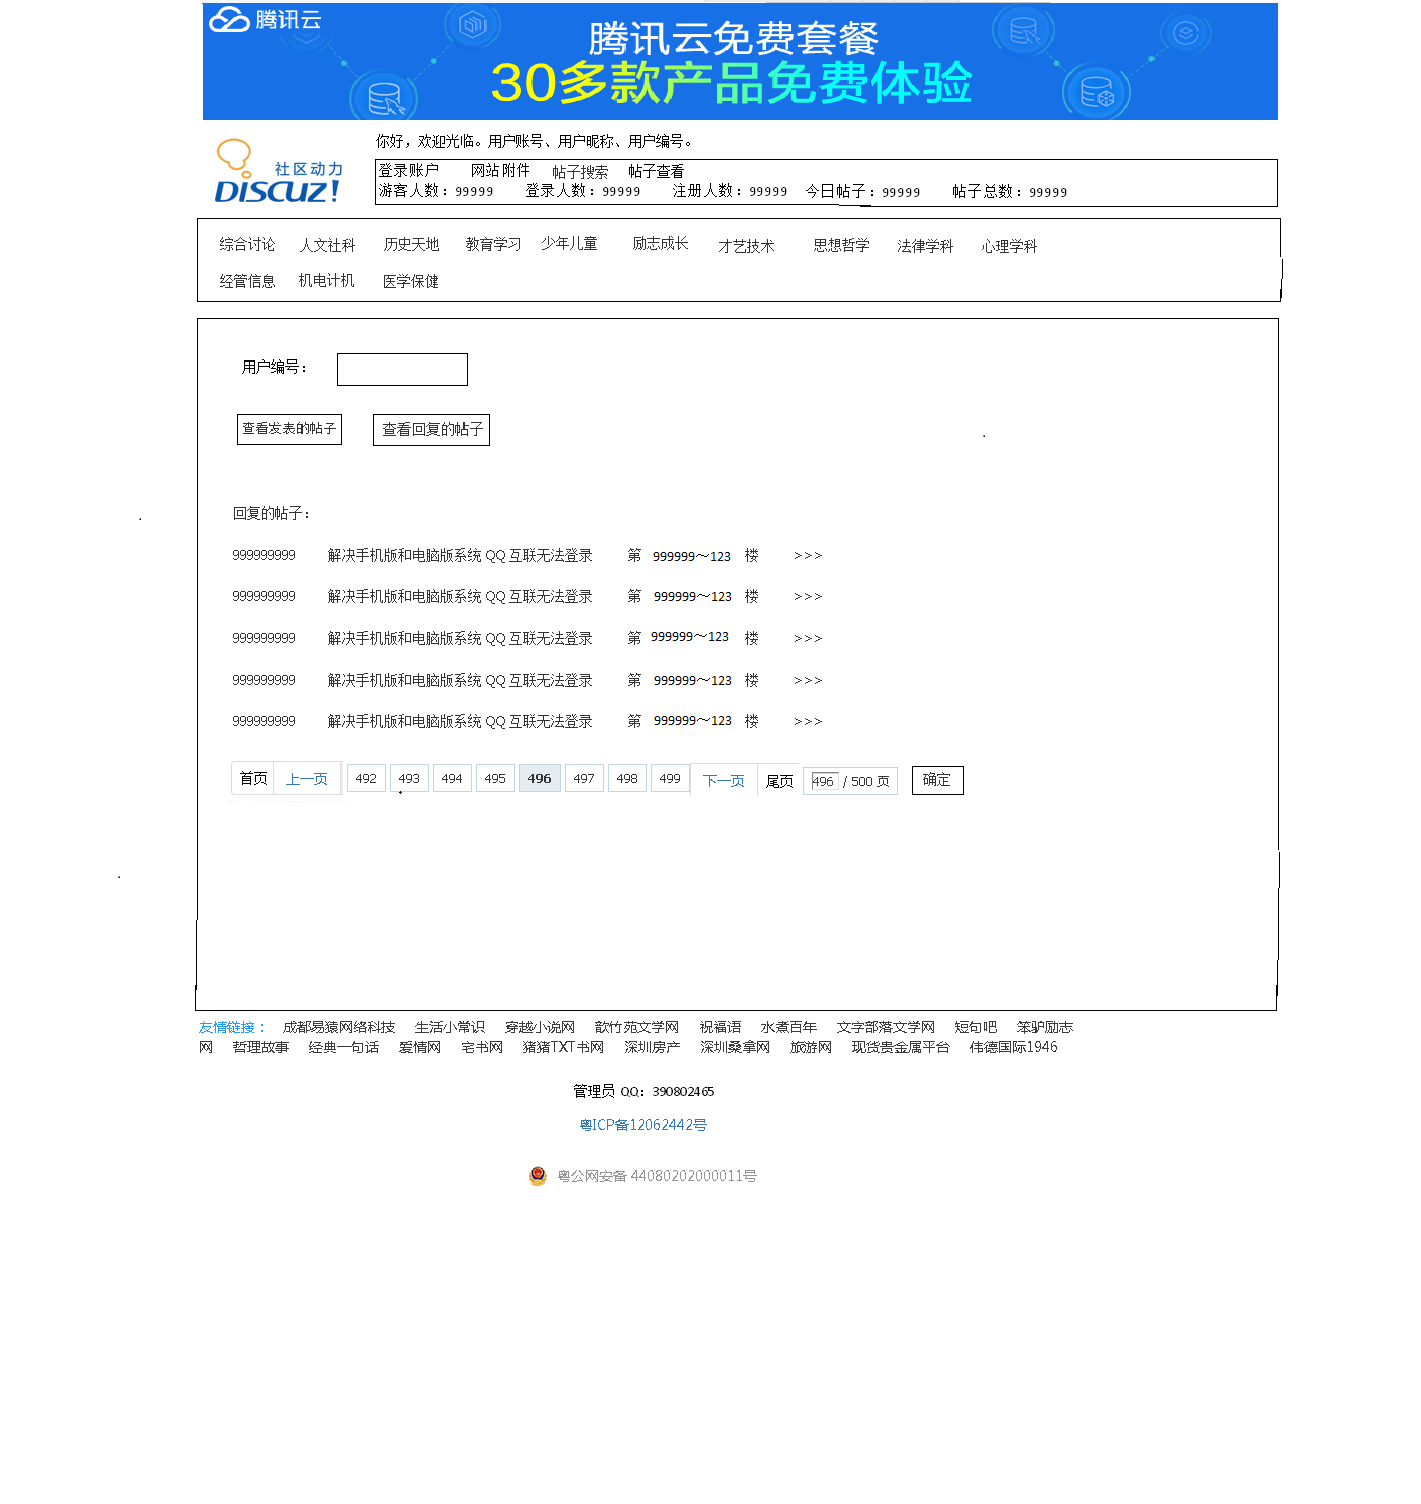 腾讯云
腾讯云免费套餐
30多款产品免费体验
你好，欢迎光临。用户账号、用户昵称、用户编号。
社区动力
DISCUZ!
登录账户 网站附件 帖子搜索 帖子查看
游客人数：99999 登录人数：99999 注册人数：99999 今日帖子：99999 帖子总数：99999
综合讨论 人文社科 历史天地 教育学习 少年儿童 励志成长 才艺技术 思想哲学 法律学科 心理学科
经管信息 机电计机 医学保健
用户编号：
查看发表的帖子 查看回复的帖子
回复的帖子：
999999999 解决手机版和电脑版系统 QQ 互联无法登录 第 999999～123 楼 >>>
999999999 解决手机版和电脑版系统 QQ 互联无法登录 第 999999～123 楼 >>>
999999999 解决手机版和电脑版系统 QQ 互联无法登录 第 999999～123 楼 >>>
999999999 解决手机版和电脑版系统 QQ 互联无法登录 第 999999～123 楼 >>>
999999999 解决手机版和电脑版系统 QQ 互联无法登录 第 999999～123 楼 >>>
首页 上一页 492 493 494 495 496 497 498 499 下一页 尾页 496 / 500 页 确定
友情链接： 成都易猿网络科技 生活小常识 穿越小说网 歆竹苑文学网 祝福语 水煮百年 文字部落文学网 短句吧 笨驴励志
网 哲理故事 经典一句话 爱情网 宅书网 猪猪TXT书网 深圳房产 深圳桑拿网 旅游网 现货贵金属平台 伟德国际1946
管理员 QQ：390802465
粤ICP备12062442号
粤公网安备 44080202000011号